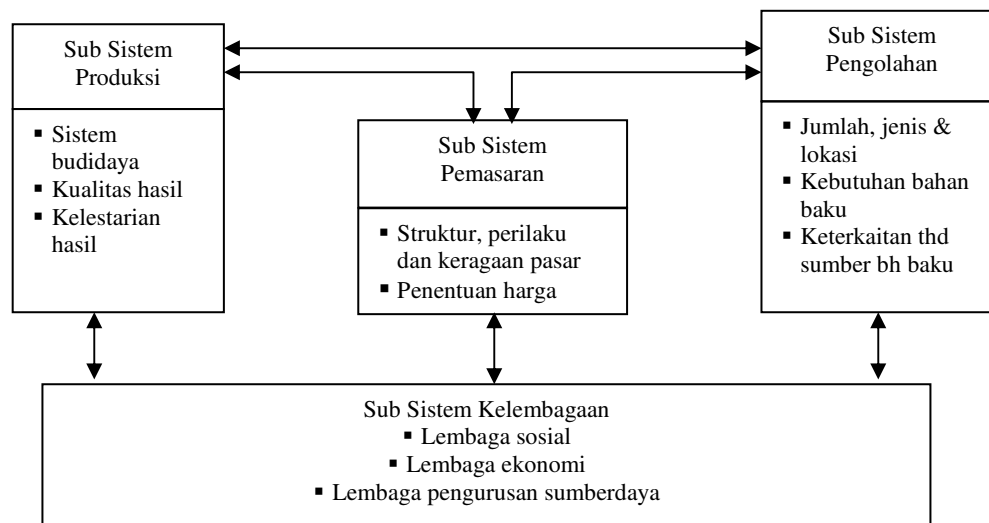 Sub Sistem
Produksi
▪ Sistem
budidaya
▪ Kualitas hasil
▪ Kelestarian
hasil
Sub Sistem
Pemasaran
▪ Struktur, perilaku
dan keragaan pasar
▪ Penentuan harga
Sub Sistem
Pengolahan
▪ Jumlah, jenis &
lokasi
▪ Kebutuhan bahan
baku
▪ Keterkaitan thd
sumber bh baku
Sub Sistem Kelembagaan
▪ Lembaga sosial
▪ Lembaga ekonomi
▪ Lembaga pengurusan sumberdaya